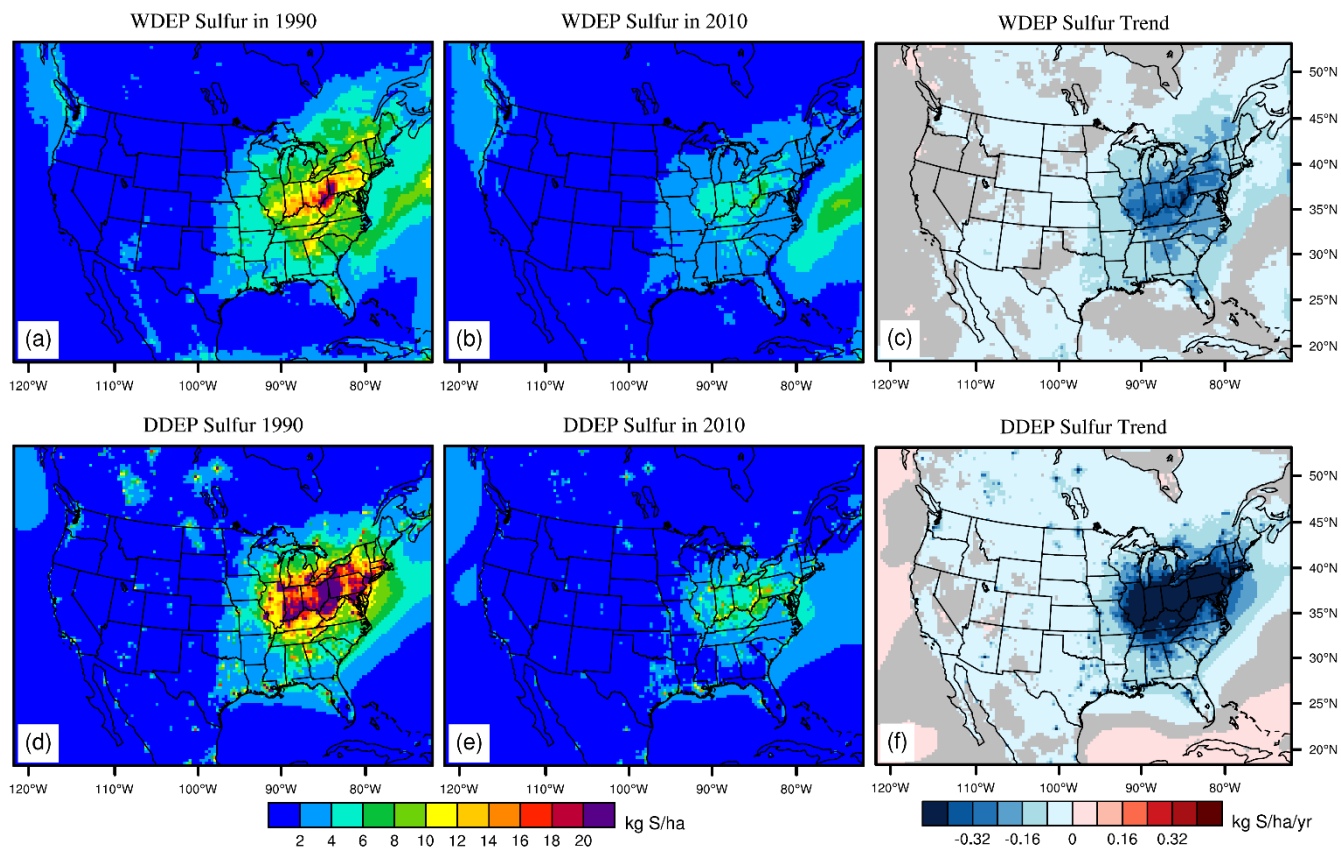 WDEP Sulfur in 1990
WDEP Sulfur in 2010
WDEP Sulfur Trend
50°N
45°N
40°N
35°N
30°N
25°N
20°N
(a)
(b)
(c)
120°W 110°W 100°W 90°W 80°W
120°W 110°W 100°W 90°W 80°W
120°W 110°W 100°W 90°W 80°W
DDEP Sulfur 1990
DDEP Sulfur in 2010
DDEP Sulfur Trend
50°N
45°N
40°N
35°N
30°N
25°N
20°N
(d)
(e)
(f)
120°W 110°W 100°W 90°W 80°W
120°W 110°W 100°W 90°W 80°W
120°W 110°W 100°W 90°W 80°W
2 4 6 8 10 12 14 16 18 20
kg S/ha
-0.32 -0.16 0 0.16 0.32
kg S/ha/yr